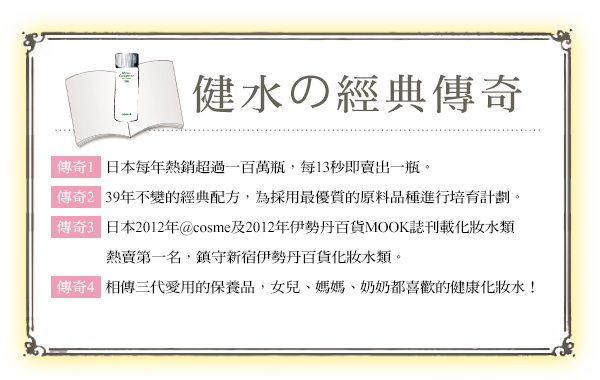 健水の經典傳奇
傳奇1 日本每年熱銷超過一百萬瓶，每13秒即賣出一瓶。
傳奇2 39年不變的經典配方，為採用最優質的原料品種進行培育計劃。
傳奇3 日本2012年@cosme及2012年伊勢丹百貨MOOK誌刊載化妝水類
熱賣第一名，鎮守新宿伊勢丹百貨化妝水類。
傳奇4 相傳三代愛用的保養品，女兒、媽媽、奶奶都喜歡的健康化妝水！